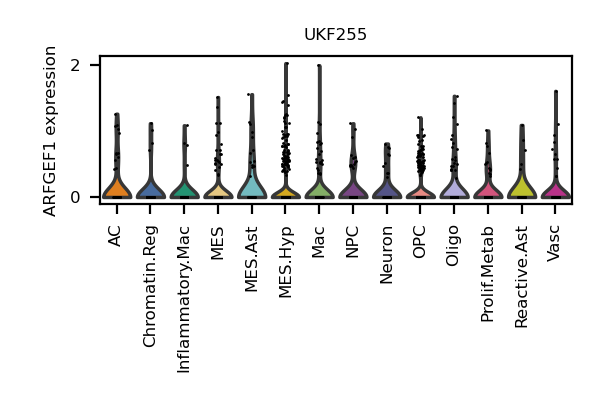 UKF255
ARFGEF1 expression
2
0
AC
Chromatin.Reg
Inflammatory.Mac
MES
MES.Ast
MES.Hyp
Mac
NPC
Neuron
OPC
Oligo
Prolif.Metab
Reactive.Ast
Vasc